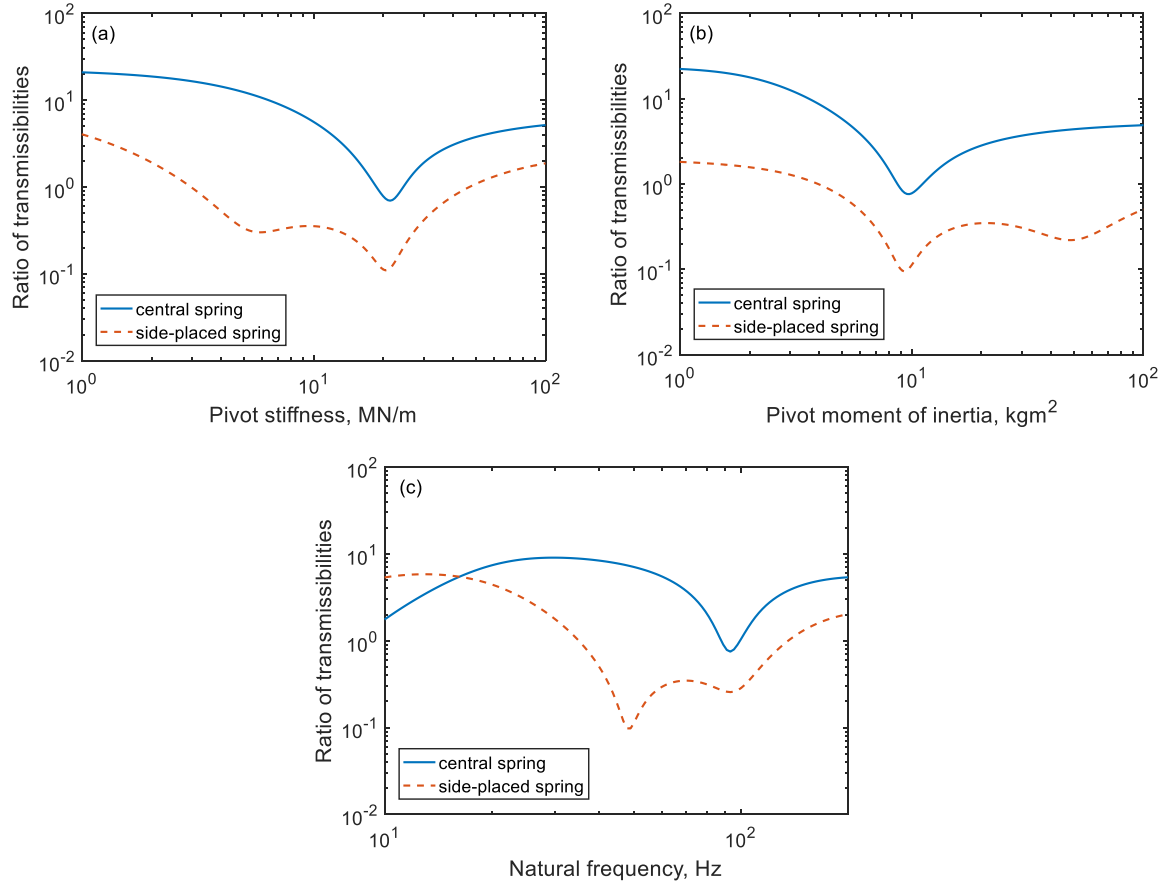 (a)
Ratio of transmissibilities
10^2
10^1
10^0
10^-1
10^-2
central spring
side-placed spring
10^0
10^1
10^2
Pivot stiffness, MN/m
(b)
Ratio of transmissibilities
10^2
10^1
10^0
10^-1
10^-2
central spring
side-placed spring
10^0
10^1
10^2
Pivot moment of inertia, kgm^2
(c)
Ratio of transmissibilities
10^2
10^1
10^0
10^-1
10^-2
central spring
side-placed spring
10^1
10^2
Natural frequency, Hz